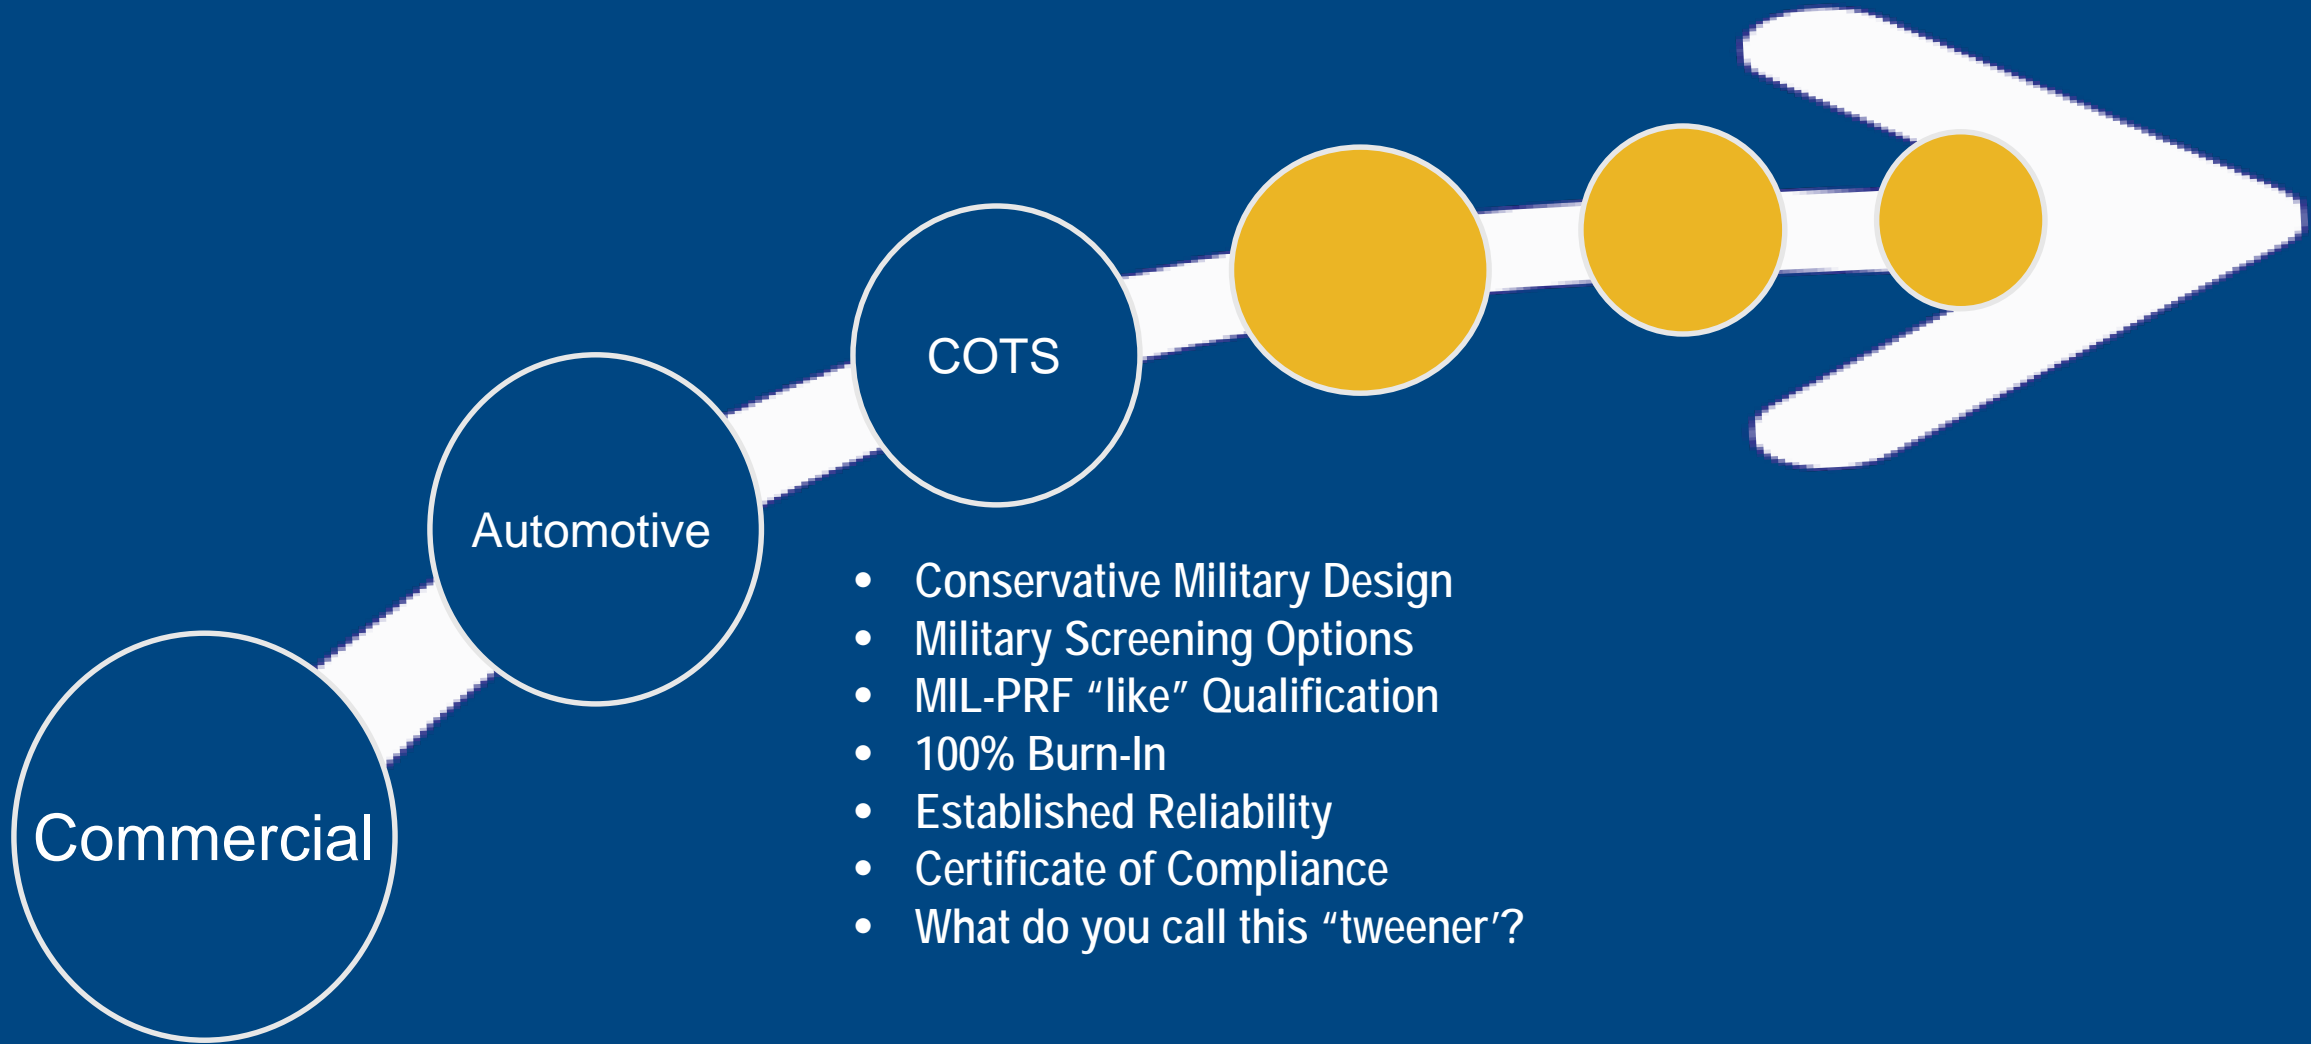 COTS
Automotive
Commercial
• Conservative Military Design
• Military Screening Options
• MIL-PRF “like” Qualification
• 100% Burn-In
• Established Reliability
• Certificate of Compliance
• What do you call this “tweener’?